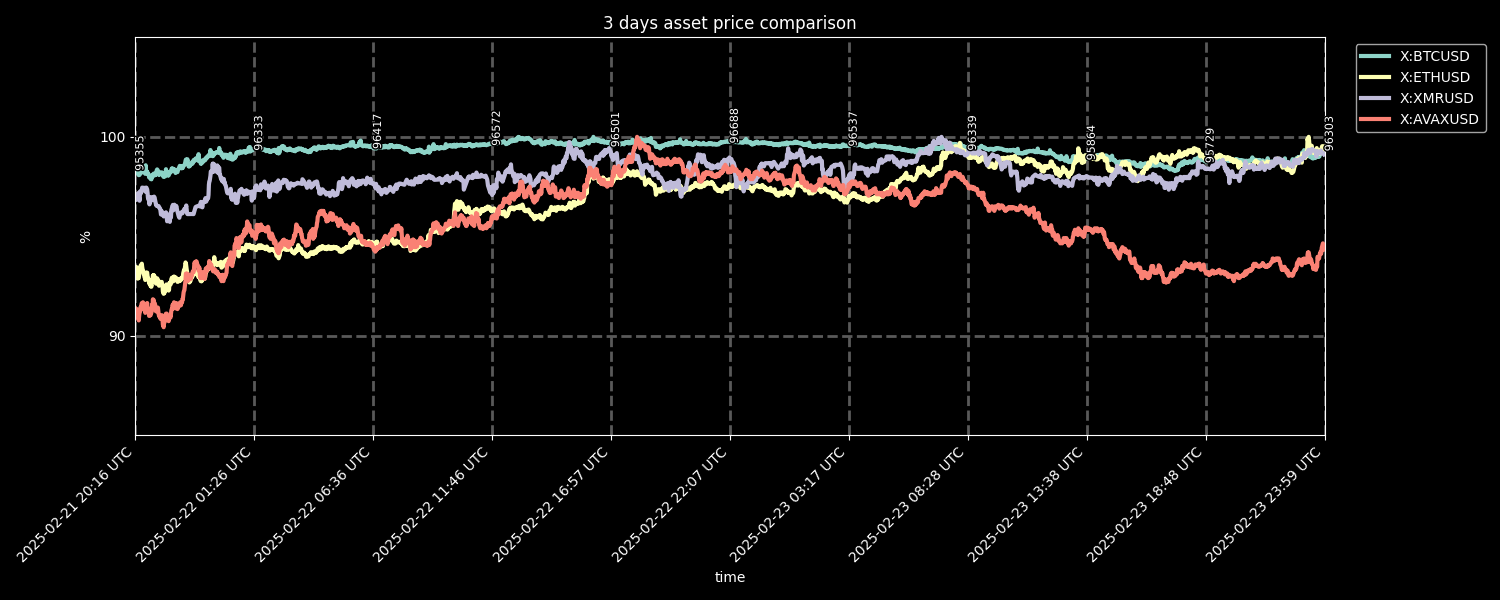 3 days asset price comparison
X:BTCUSD
X:ETHUSD
X:XMRUSD
X:AVAXUSD
100
90
%
95355
96333
96417
96572
96501
96688
96537
96339
95864
95729
96303
2025-02-21 20:16 UTC
2025-02-22 01:26 UTC
2025-02-22 06:36 UTC
2025-02-22 11:46 UTC
2025-02-22 16:57 UTC
2025-02-22 22:07 UTC
2025-02-23 03:17 UTC
2025-02-23 08:28 UTC
2025-02-23 13:38 UTC
2025-02-23 18:48 UTC
2025-02-23 23:59 UTC
time